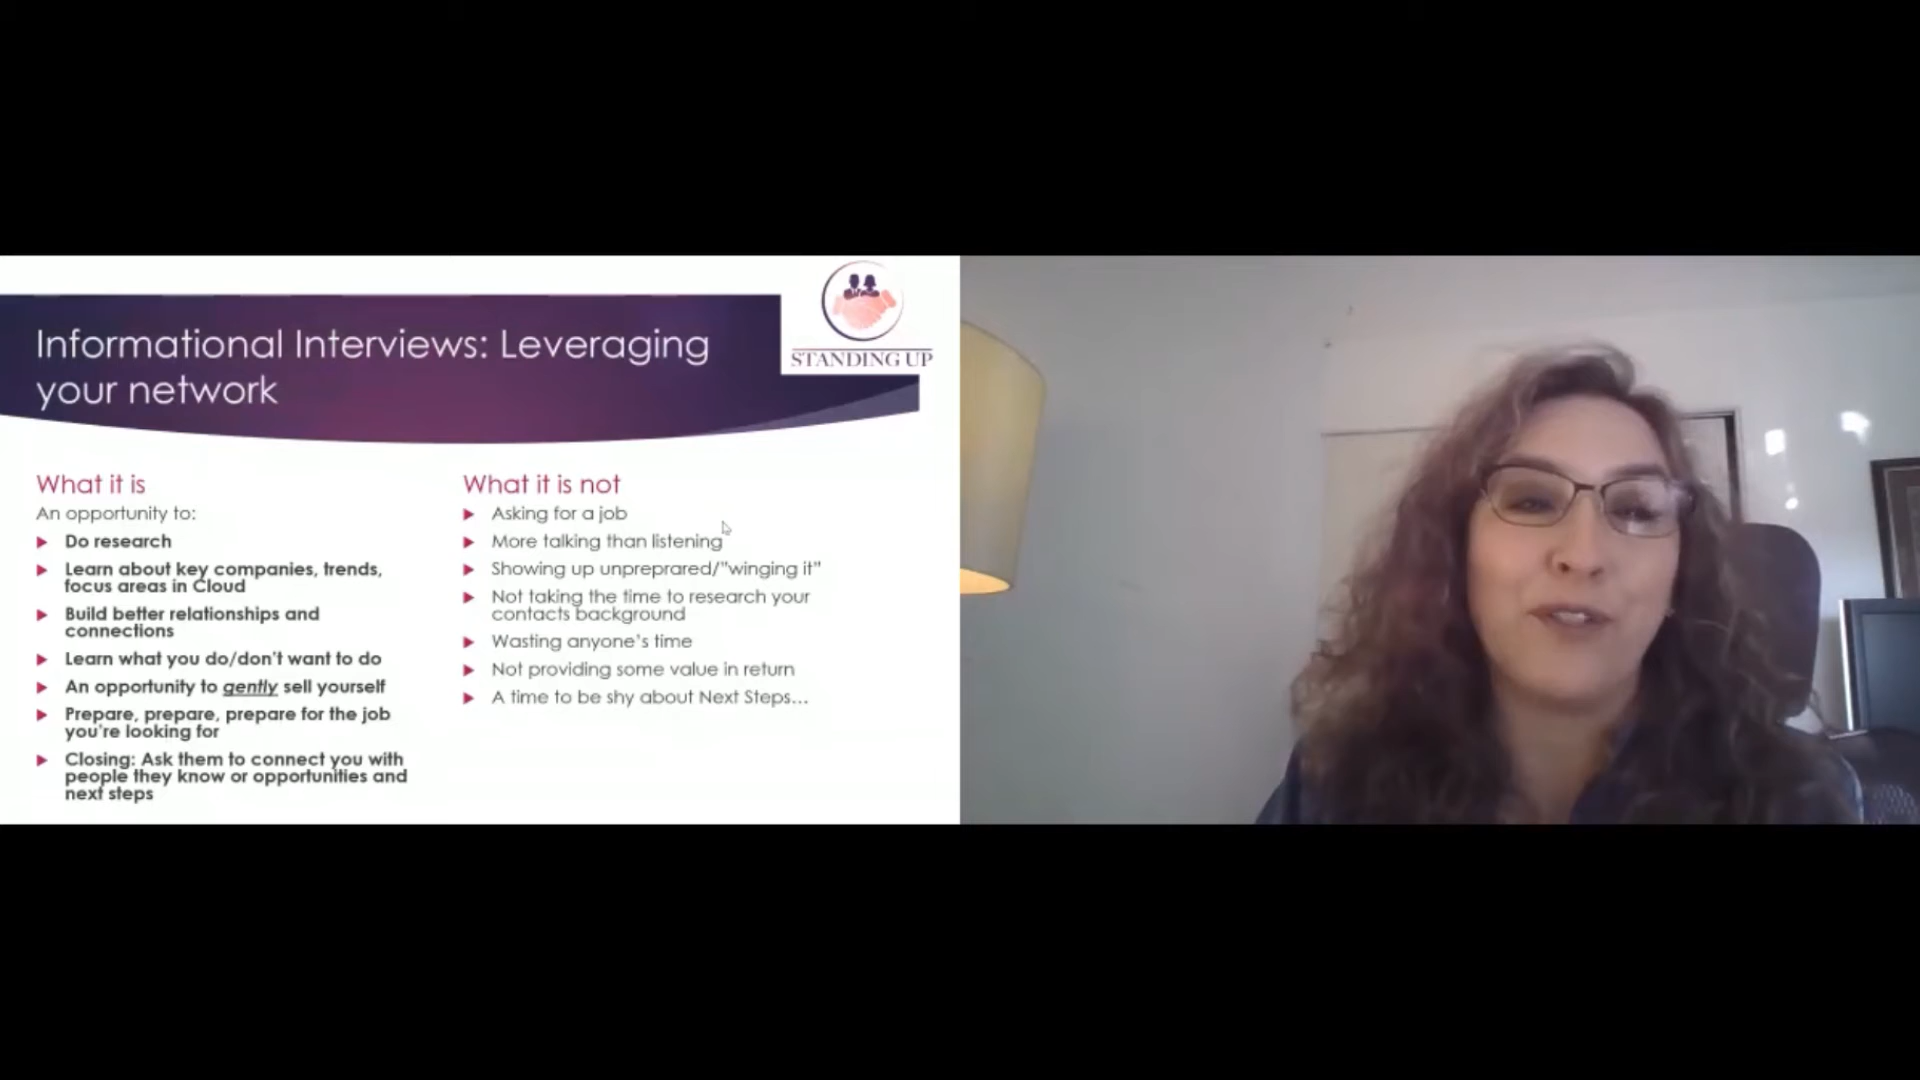 STANDING UP
Informational Interviews: Leveraging
your network
What it is
An opportunity to:
Do research
Learn about key companies, trends,
focus areas in Cloud
Build better relationships and
connections
Learn what you do/don't want to do
An opportunity to gently sell yourself
Prepare, prepare, prepare for the job
you're looking for
Closing: Ask them to connect you with
people they know or opportunities and
next steps
What it is not
Asking for a job
More talking than listening
Showing up unpreprared/"winging it"
Not taking the time to research your
contacts background
Wasting anyone's time
Not providing some value in return
A time to be shy about Next Steps...